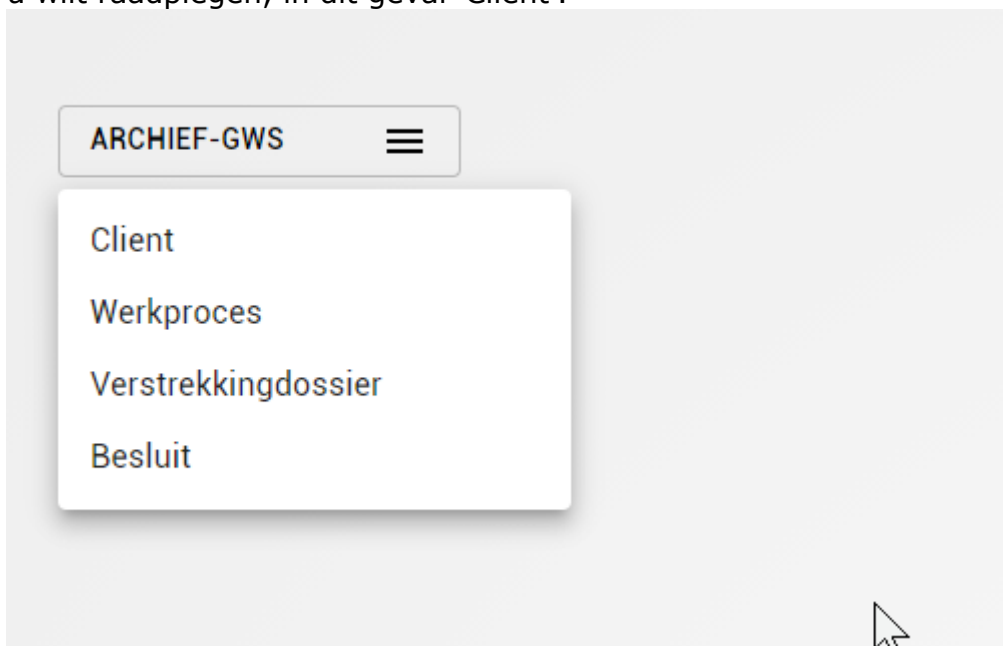 u wilt raadplegen, in dit geval 'Client'.
ARCHIEF-GWS
Client
Werkproces
Verstrekkingdossier
Besluit